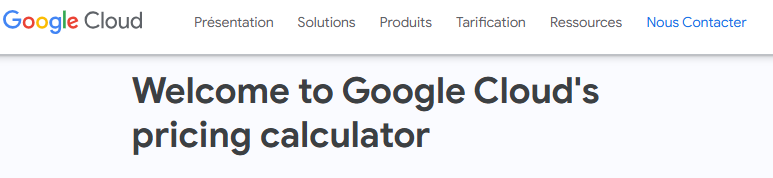 Google Cloud Présentation Solutions Produits Tarification Ressources Nous Contacter
Welcome to Google Cloud's
pricing calculator